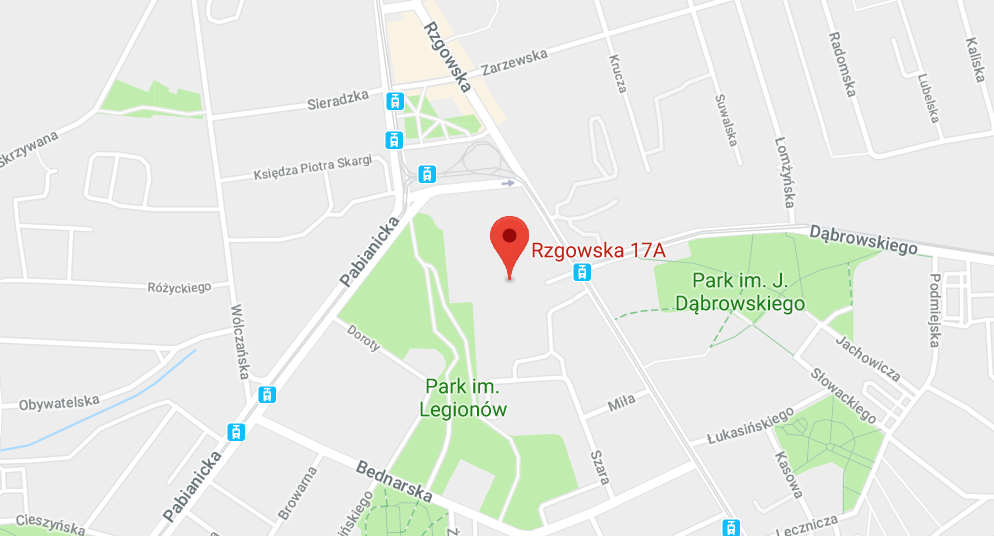 Rzgowska
Zarzewska
Krucza
Radomska
Kaliska
Lubelska
Suwalska
Sieradzka
Skrzywana
Księdza Piotra Skargi
Łomżyńska
Pabianicka
Rzgowska 17A
Dąbrowskiego
Park im. J.
Dąbrowskiego
Różyckiego
Wólczańska
Podmiejska
Doroty
Jachowicza
Słowackiego
Park im.
Legionów
Obywatelska
Miła
Łukasińskiego
Szara
Kasowa
Pabianicka
Bednarska
Browarna
Cieszyńska
ińskiego
Lecznicza